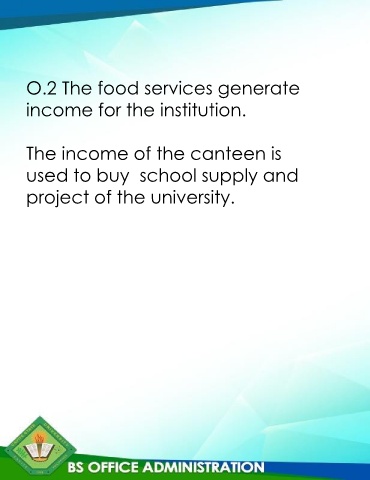 O.2 The food services generate
income for the institution.
The income of the canteen is
used to buy  school supply and
project of the university.
BS OFFICE ADMINISTRATION